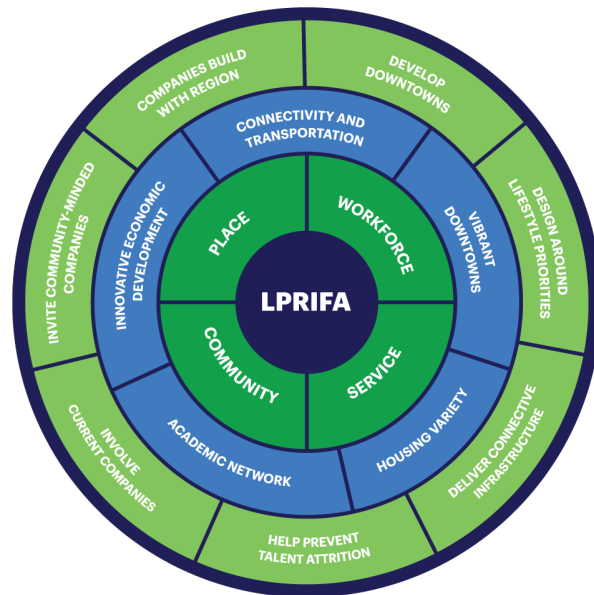 COMPANIES BUILD
WITH REGION
DEVELOP
DOWNTOWNS
DESIGN AROUND
LIFESTYLE PRIORITIES
DELIVER CONNECTIVE
INFRASTRUCTURE
HELP PREVENT
TALENT ATTRITION
INVOLVE
CURRENT COMPANIES
INVITE COMMUNITY-MINDED
COMPANIES
CONNECTIVITY AND
TRANSPORTATION
VIBRANT
DOWNTOWNS
HOUSING VARIETY
ACADEMIC NETWORK
INNOVATIVE ECONOMIC
DEVELOPMENT
PLACE
WORKFORCE
SERVICE
COMMUNITY
LPRIFA